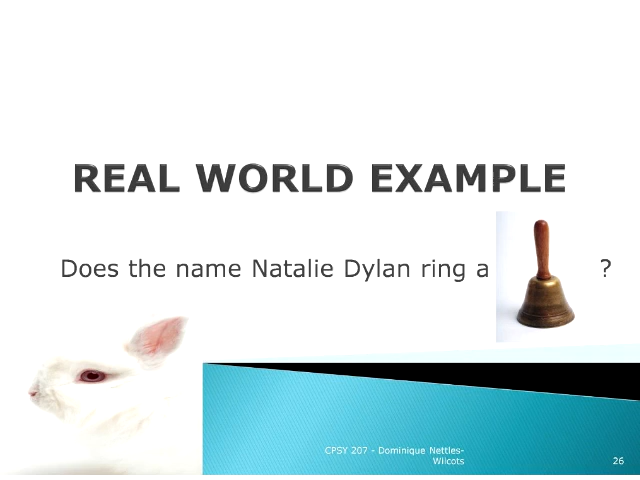 REAL WORLD EXAMPLE
Does the name Natalie Dylan ring a ?
CPSY 207 - Dominique Nettles-
Wilcots
26